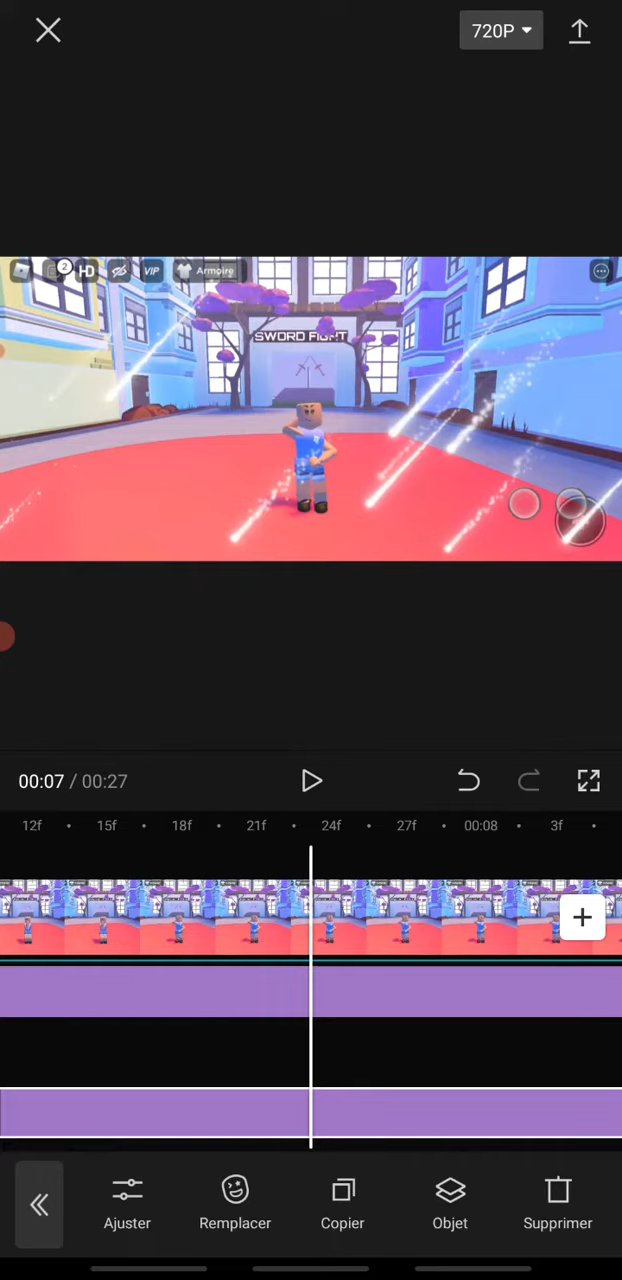 720P
2 HD VIP Armoire
SWORD FIGHT
00:07 / 00:27
12f 15f 18f 21f 24f 27f 00:08 3f
Ajuster Remplacer Copier Objet Supprimer